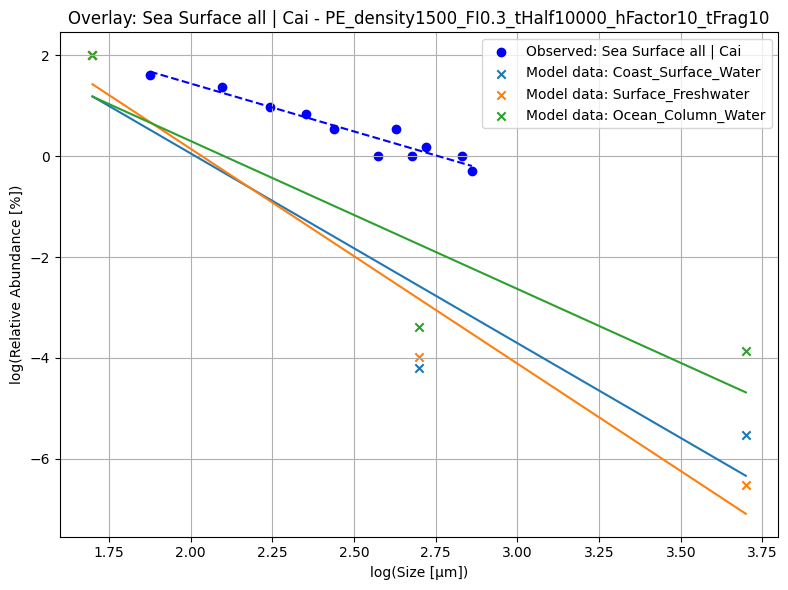 Overlay: Sea Surface all | Cai - PE_density1500_FI0.3_tHalf10000_hFactor10_tFrag10
Observed: Sea Surface all | Cai
Model data: Coast_Surface_Water
Model data: Surface_Freshwater
Model data: Ocean_Column_Water
log(Relative Abundance [%])
2
0
−2
−4
−6
1.75 2.00 2.25 2.50 2.75 3.00 3.25 3.50 3.75
log(Size [μm])